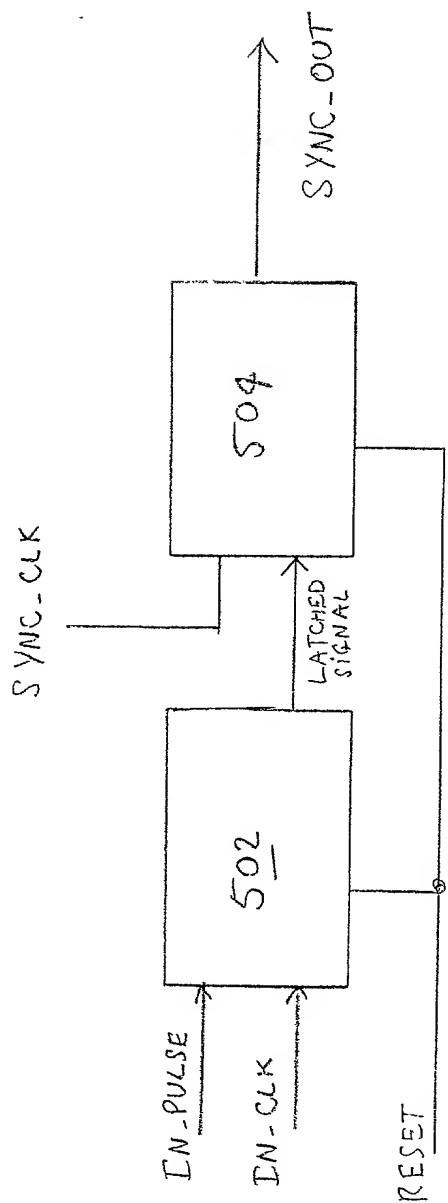 SYNC_CLK
IN_PULSE
IN_CLK
502
LATCHED
SIGNAL
504
SYNC_OUT
RESET